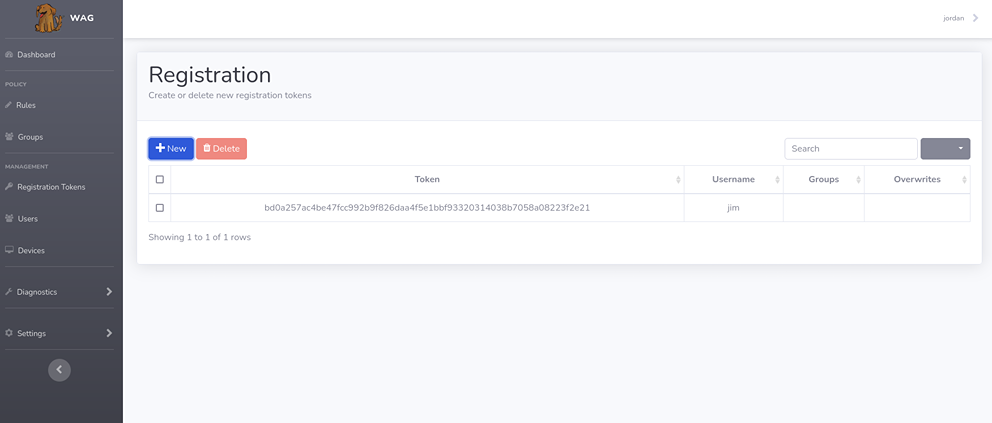 WAG
jordan
Dashboard
POLICY
Rules
Groups
MANAGEMENT
Registration Tokens
Users
Devices
Diagnostics
Settings
Registration
Create or delete new registration tokens
New Delete Search
Token Username Groups Overwrites
bd0a257ac4be47fcc992b9f826daa4f5e1bbf93320314038b7058a08223f2e21 jim
Showing 1 to 1 of 1 rows